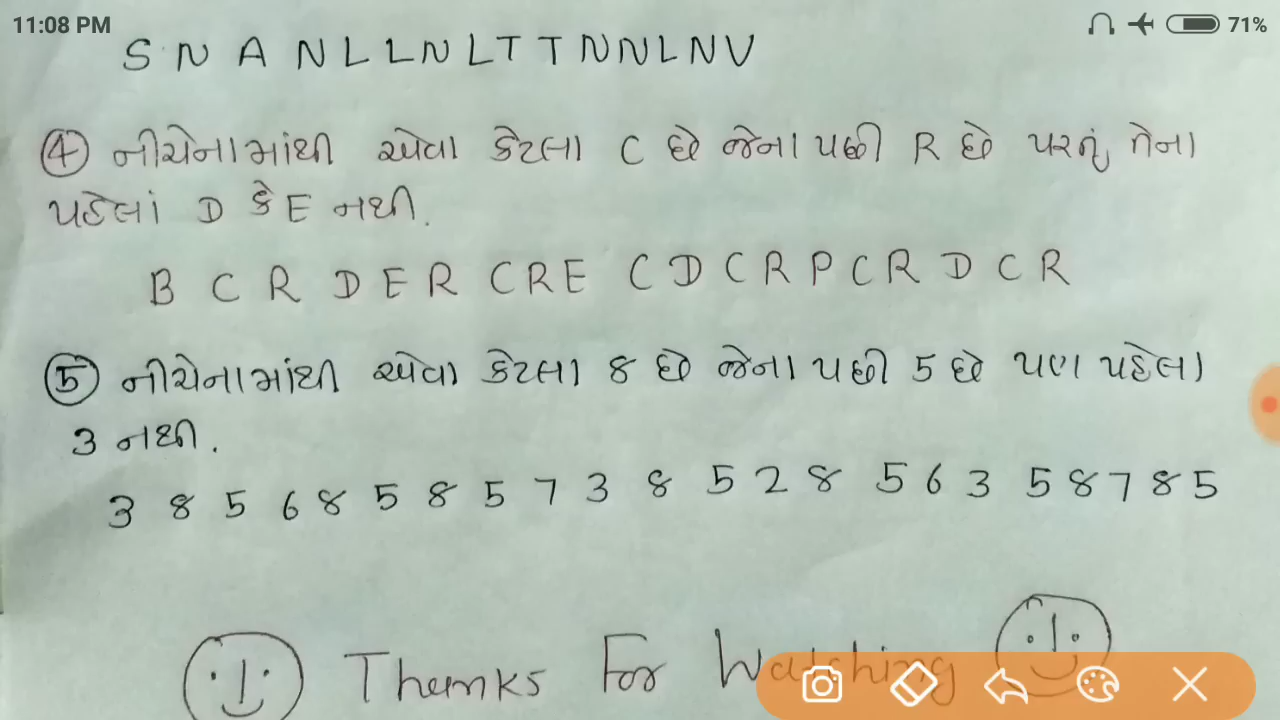 11:08 PM 71%
S N A N L L N L T T N N L N V
④ નીચેનામાંથી એવા કેટલા C છે જેના પછી R છે પરતું તેના
પહેલાં D કે E નથી.
B C R D E R C R E C D C R P C R D C R
⑤ નીચેનામાંથી એવા કેટલા 8 છે જેના પછી 5 છે પણ પહેલા
3 નથી.
3 8 5 6 8 5 8 5 7 3 8 5 2 8 5 6 3 5 8 7 8 5
Thanks For Watching